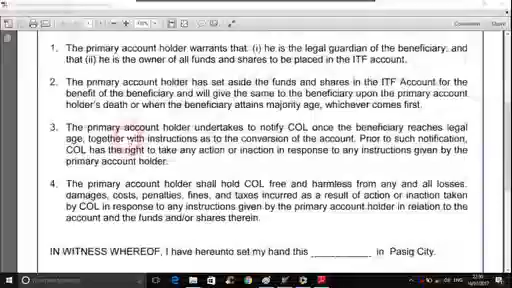 Comment
Share
1. The primary account holder warrants that: (i) he is the legal guardian of the beneficiary; and
that (ii) he is the owner of all funds and shares to be placed in the ITF account.
2. The primary account holder has set aside the funds and shares in the ITF Account for the
benefit of the beneficiary and will give the same to the beneficiary upon the primary account
holder's death or when the beneficiary attains majority age, whichever comes first.
3. The primary account holder undertakes to notify COL once the beneficiary reaches legal
age, together with instructions as to the conversion of the account. Prior to such notification,
COL has the right to take any action or inaction in response to any instructions given by the
primary account holder.
4. The primary account holder shall hold COL free and harmless from any and all losses,
damages, costs, penalties, fines, and taxes incurred as a result of action or inaction taken
by COL in response to any instructions given by the primary account holder in relation to the
account and the funds and/or shares therein.
IN WITNESS WHEREOF, I have hereunto set my hand this ____________ in Pasig City.
ENG